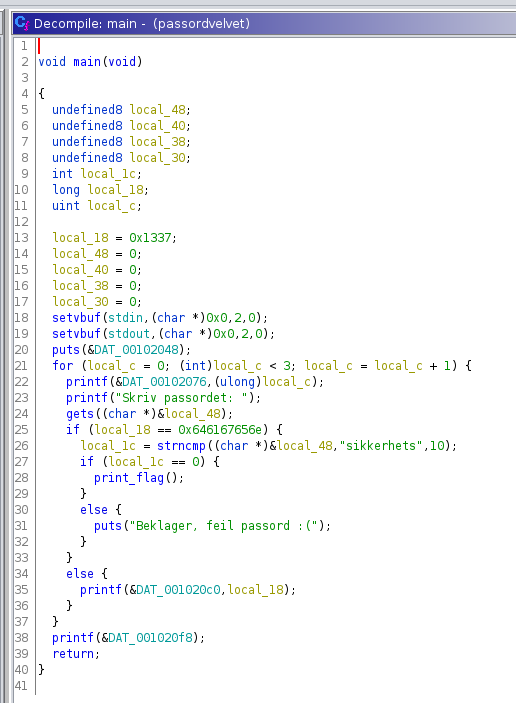 Decompile: main - (passordvelvet)
1
2 void main(void)
3
4 {
5 undefined8 local_48;
6 undefined8 local_40;
7 undefined8 local_38;
8 undefined8 local_30;
9 int local_1c;
10 long local_18;
11 uint local_c;
12
13 local_18 = 0x1337;
14 local_48 = 0;
15 local_40 = 0;
16 local_38 = 0;
17 local_30 = 0;
18 setvbuf(stdin,(char *)0x0,2,0);
19 setvbuf(stdout,(char *)0x0,2,0);
20 puts(&DAT_00102048);
21 for (local_c = 0; (int)local_c < 3; local_c = local_c + 1) {
22 printf(&DAT_00102076,(ulong)local_c);
23 printf("Skriv passordet: ");
24 gets((char *)&local_48);
25 if (local_18 == 0x646167656e) {
26 local_1c = strncmp((char *)&local_48,"sikkerhets",10);
27 if (local_1c == 0) {
28 print_flag();
29 }
30 else {
31 puts("Beklager, feil passord :(");
32 }
33 }
34 else {
35 printf(&DAT_001020c0,local_18);
36 }
37 }
38 printf(&DAT_001020f8);
39 return;
40 }
41